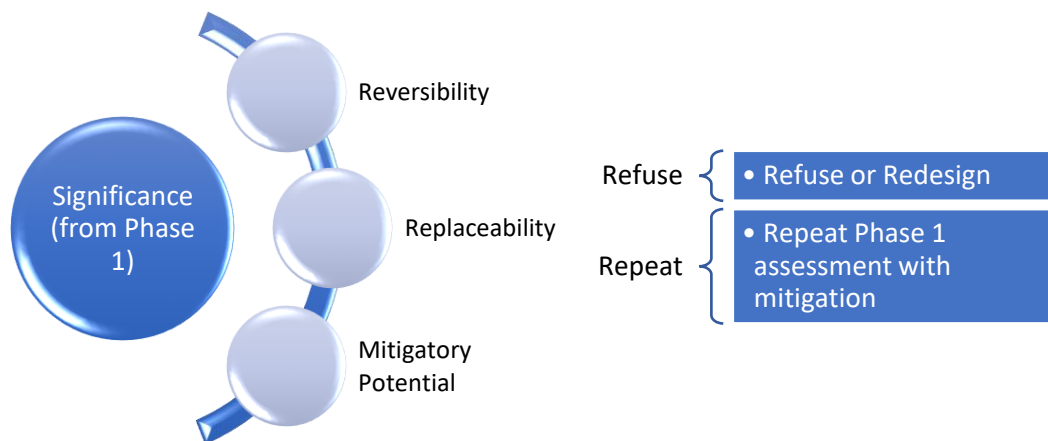 Significance
(from Phase
1)
Reversibility
Replaceability
Mitigatory
Potential
Refuse
• Refuse or Redesign
Repeat
• Repeat Phase 1
assessment with
mitigation